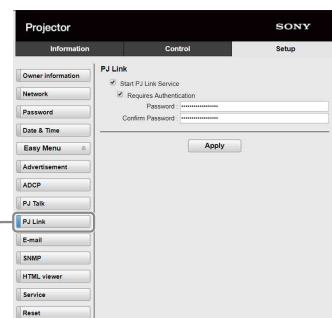 Projector
SONY
Information
Control
Setup
Owner information
Network
Password
Date & Time
Easy Menu
Advertisement
ADCP
PJ Talk
PJ Link
E-mail
SNMP
HTML viewer
Service
Reset
PJ Link
Start PJ Link Service
Requires Authentication
Password :
Confirm Password :
Apply